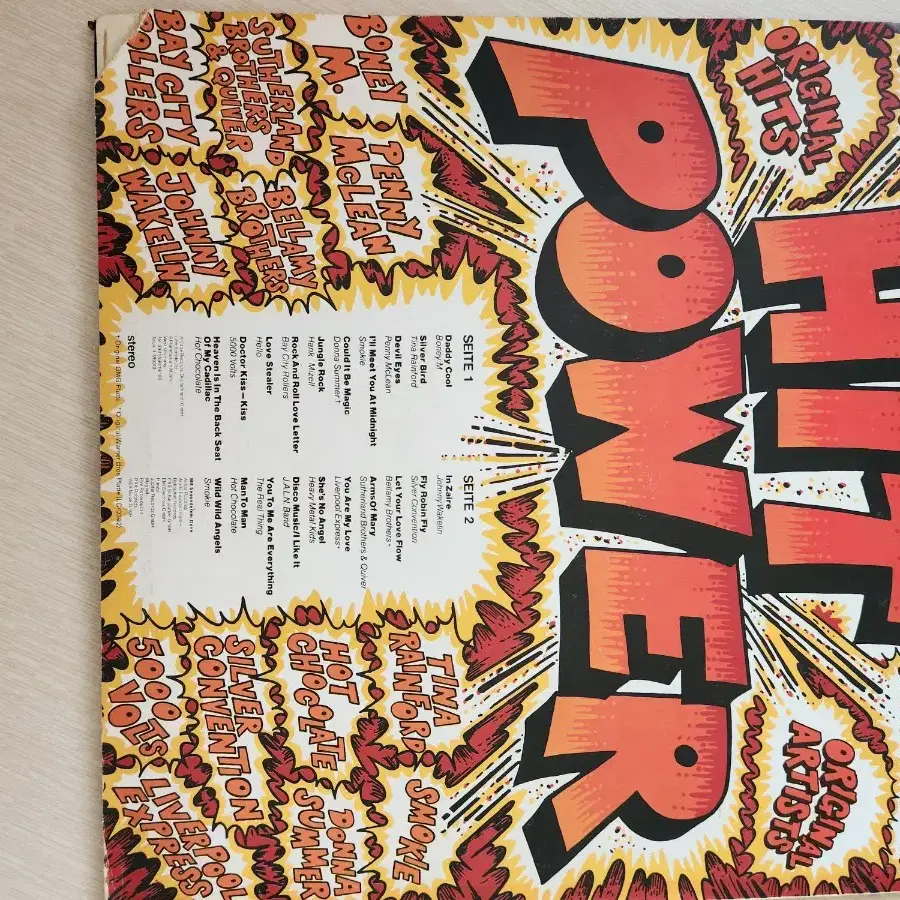 ORIGINAL
HITS
HIT
POWER
ORIGINAL
ARTISTS
BONEY
M.
PENNY
McLEAN
SUTHERLAND
BROTHERS
& QUIVER
BELLAMY
BROTHERS
BAY CITY
ROLLERS
JOHNNY
WAKELIN
SEITE 1
Daddy Cool
Boney M
Silver Bird
Tina Rainford
Devil Eyes
Penny McLean
I'll Meet You At Midnight
Smokie
Could It Be Magic
Donna Summer†
Jungle Rock
Hank Mizell
Rock And Roll Love Letter
Bay City Rollers
Love Stealer
Hello
Doctor Kiss–Kiss
5000 Volts
Heaven Is In The Back Seat
Of My Cadillac
Hot Chocolate
stereo
SEITE 2
In Zaire
Johnny Wakelin
Fly Robin Fly
Silver Convention
Let Your Love Flow
Bellamy Brothers*
Arms Of Mary
Sutherland Brothers & Quiver
You Are My Love
Liverpool Express*
She's No Angel
Heavy Metal Kids
Disco Music/I Like It
J.A.L.N. Band
You To Me Are Everything
The Real Thing
Man To Man
Hot Chocolate
Wild Wild Angels
Smokie
TINA
RAINFORD
SMOKIE
HOT
CHOCOLATE
DONNA
SUMMER
SILVER
CONVENTION
LIVERPOOL
EXPRESS
5000
VOLTS